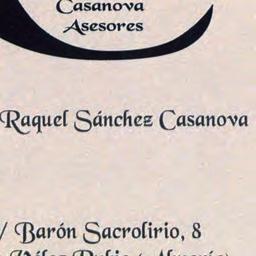 Casanova
Asesores
Raquel Sánchez Casanova
/ Barón Sacrolirio, 8